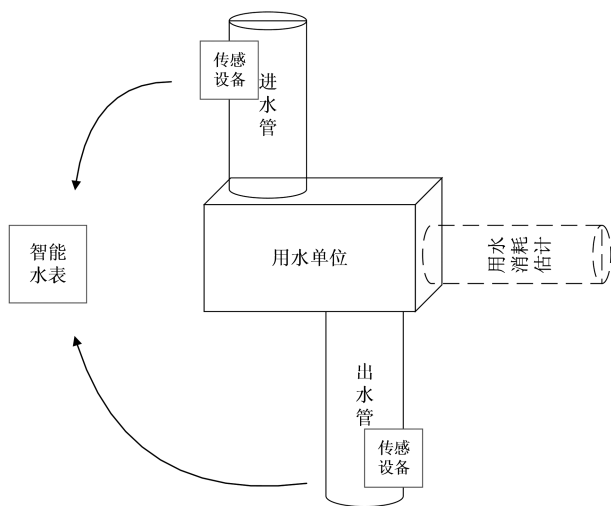 传感
设备
进
水
管
智能
水表
用水单位
用水
消耗
估计
出
水
管
传感
设备